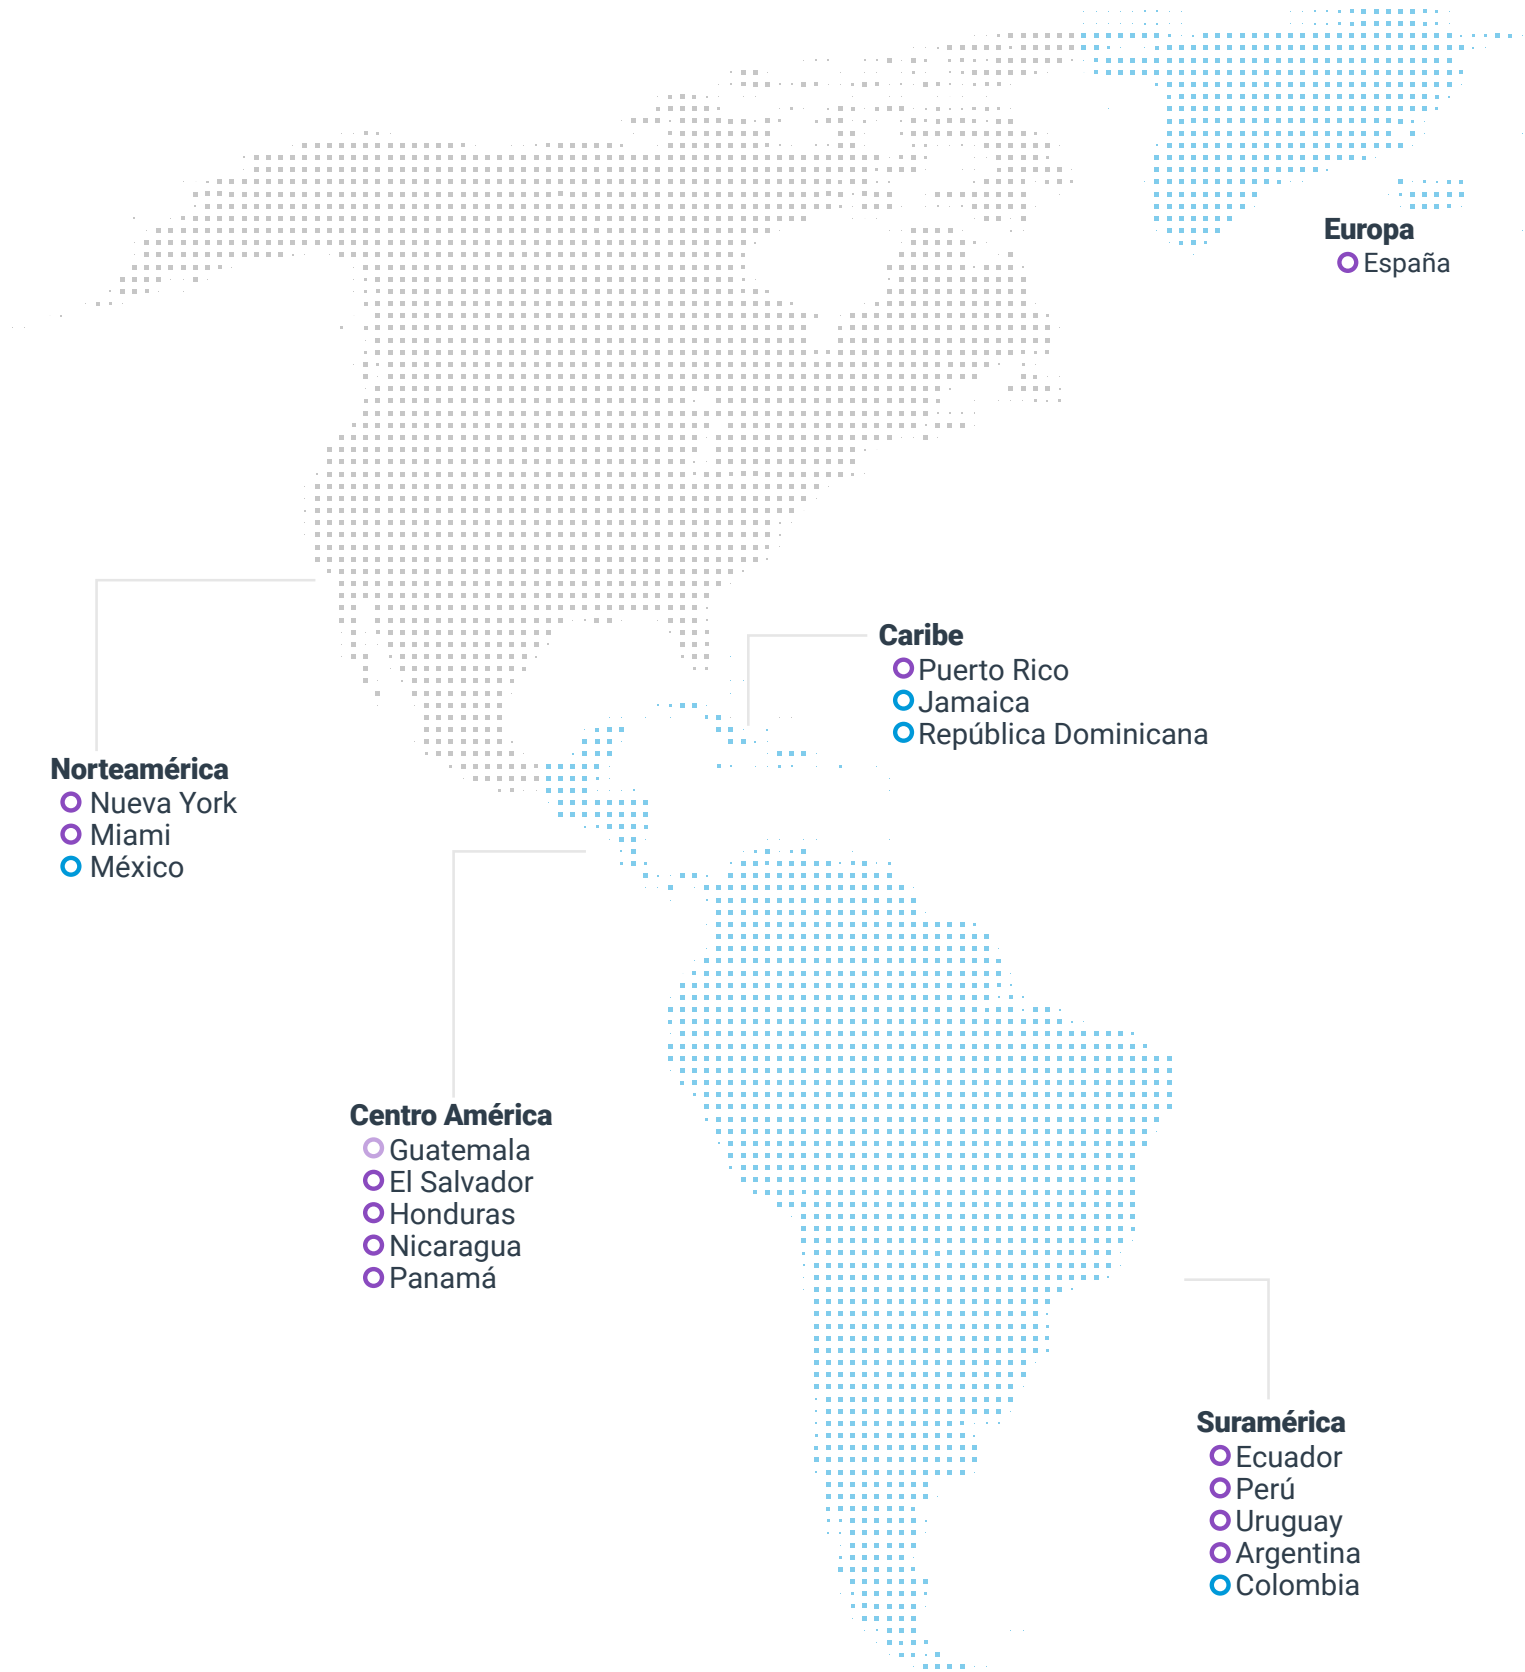 Europa
España
Caribe
Puerto Rico
Jamaica
República Dominicana
Norteamérica
Nueva York
Miami
México
Centro América
Guatemala
El Salvador
Honduras
Nicaragua
Panamá
Suramérica
Ecuador
Perú
Uruguay
Argentina
Colombia